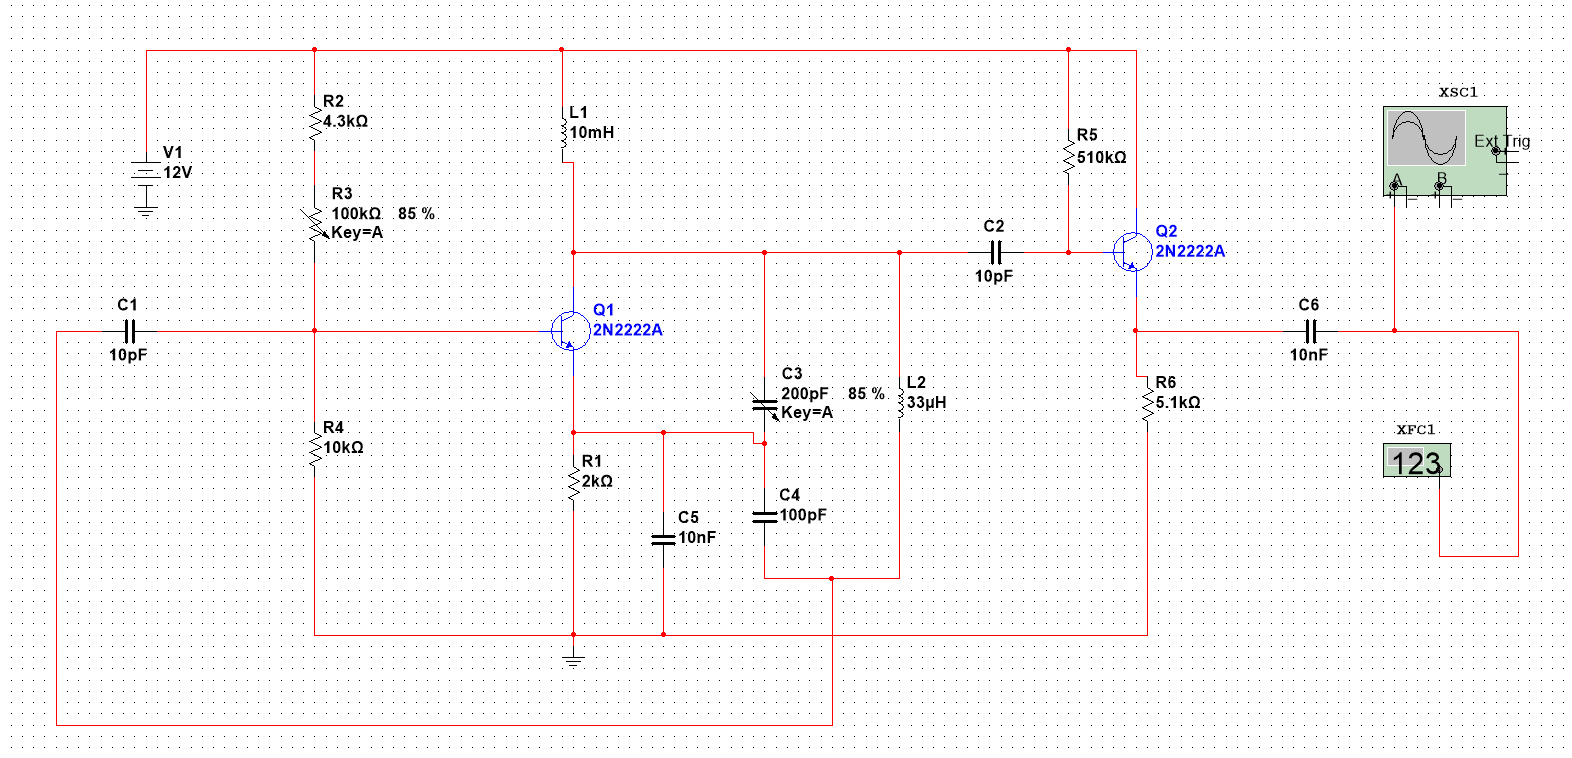 XSC1
Ext Trig
+
−
A
B
+
−
+
−
R2
4.3kΩ
L1
10mH
R5
510kΩ
V1
12V
R3
100kΩ
85 %
Key=A
C2
10pF
Q2
2N2222A
C1
10pF
Q1
2N2222A
C6
10nF
C3
200pF
85 %
Key=A
L2
33µH
R6
5.1kΩ
R4
10kΩ
R1
2kΩ
XFC1
123
C4
100pF
C5
10nF